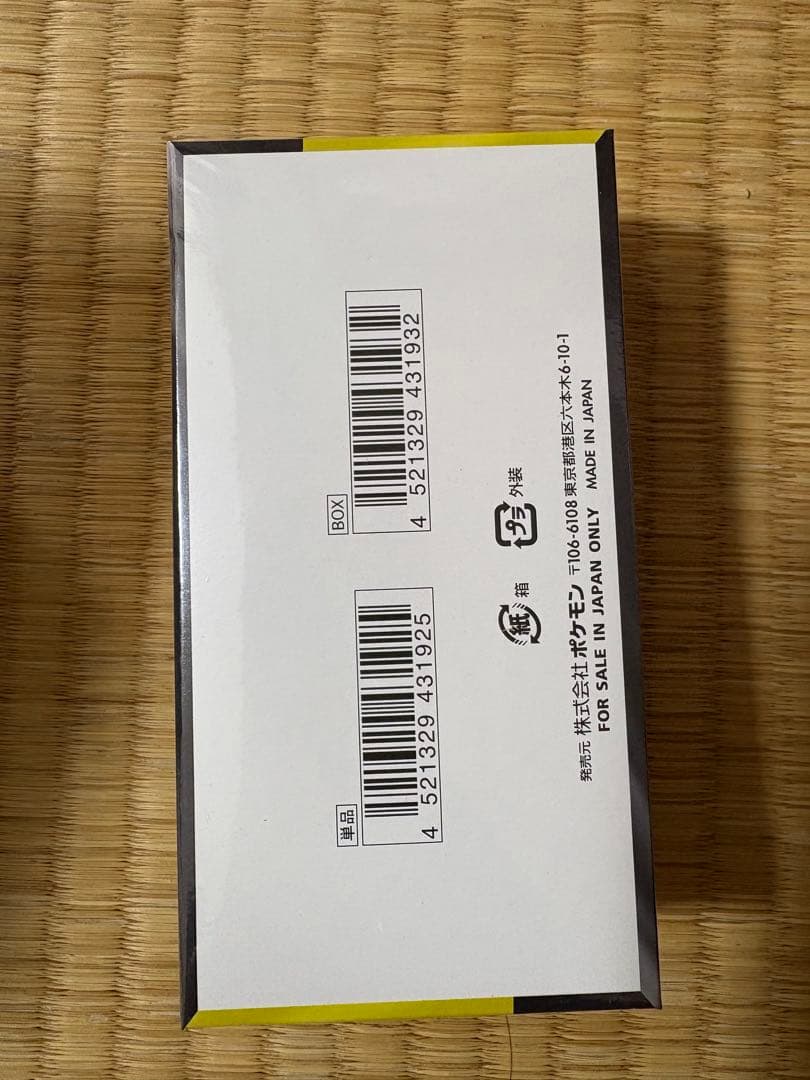 単品
4 521329 431925
BOX
4 521329 431932
紙 箱
プラ 外装
発売元 株式会社 ポケモン 〒106-6108 東京都港区六本木6-10-1
FOR SALE IN JAPAN ONLY MADE IN JAPAN